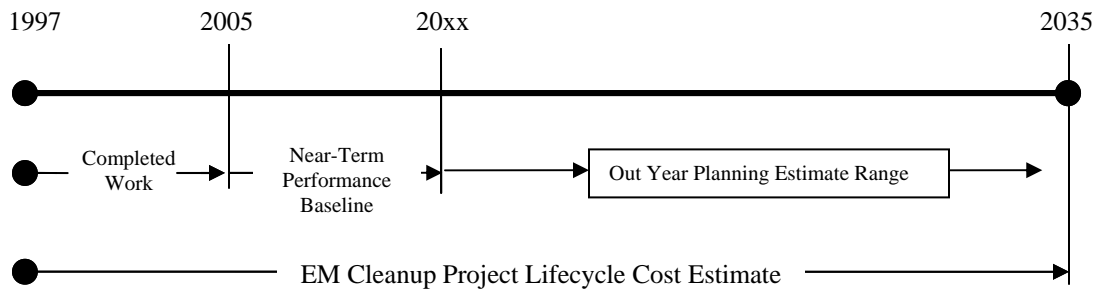 1997 2005 20xx 2035
Completed
Work
Near-Term
Performance
Baseline
Out Year Planning Estimate Range
EM Cleanup Project Lifecycle Cost Estimate